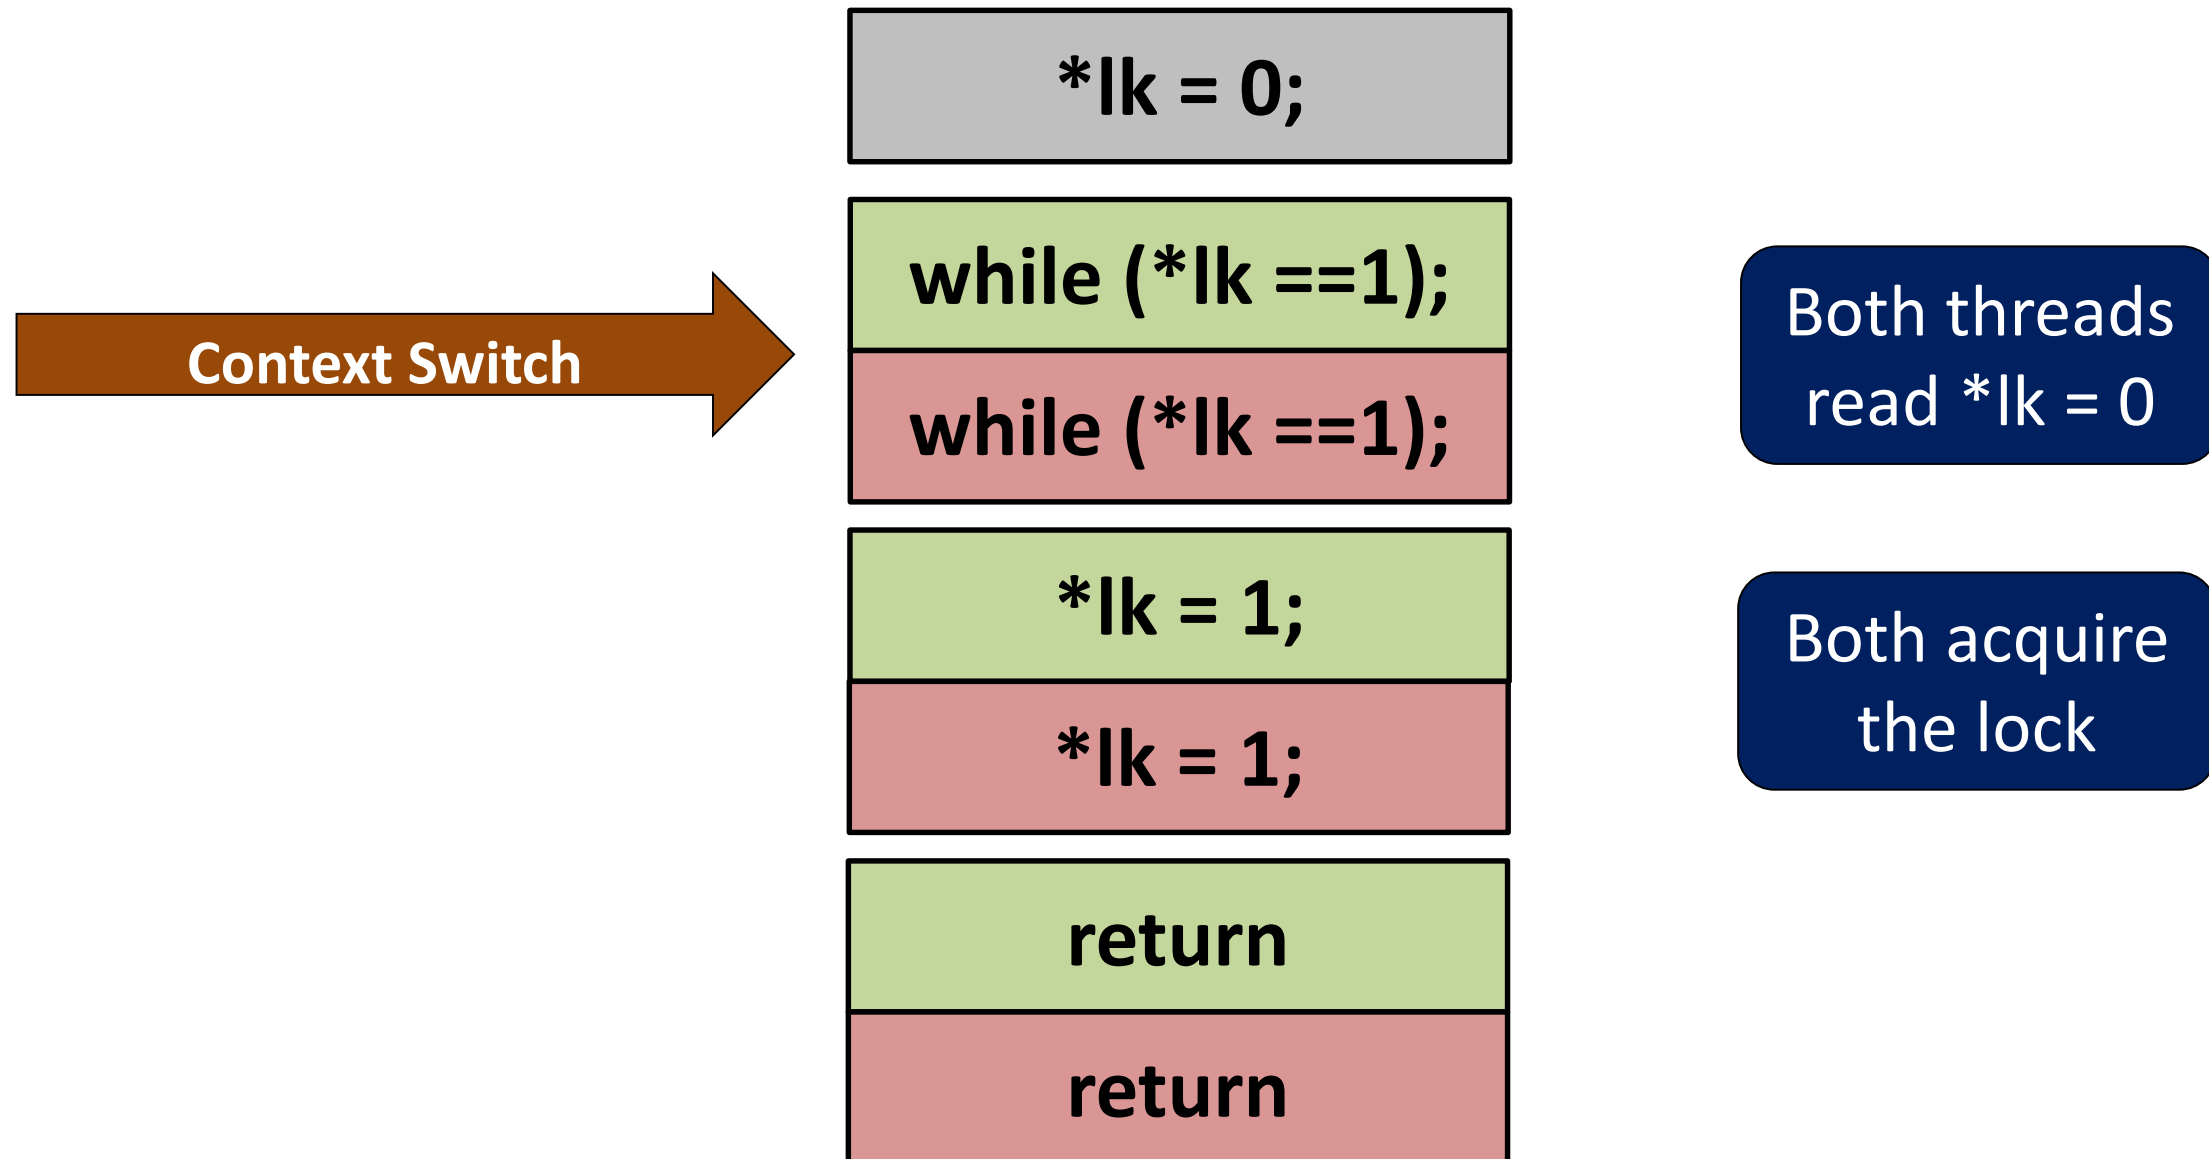 *lk = 0;
while (*lk ==1);
Context Switch
while (*lk ==1);
Both threads
read *lk = 0
*lk = 1;
*lk = 1;
Both acquire
the lock
return
return